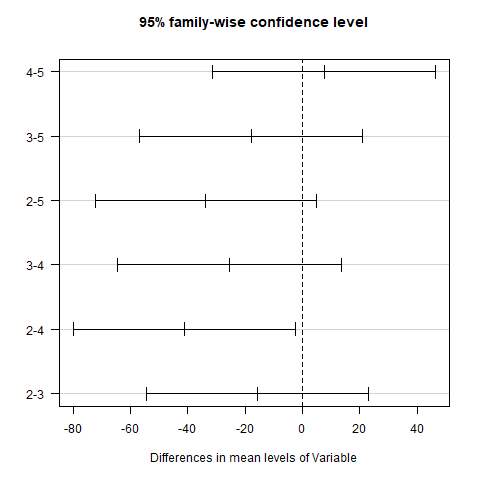 95% family-wise confidence level
4-5
3-5
2-5
3-4
2-4
2-3
-80 -60 -40 -20 0 20 40
Differences in mean levels of Variable